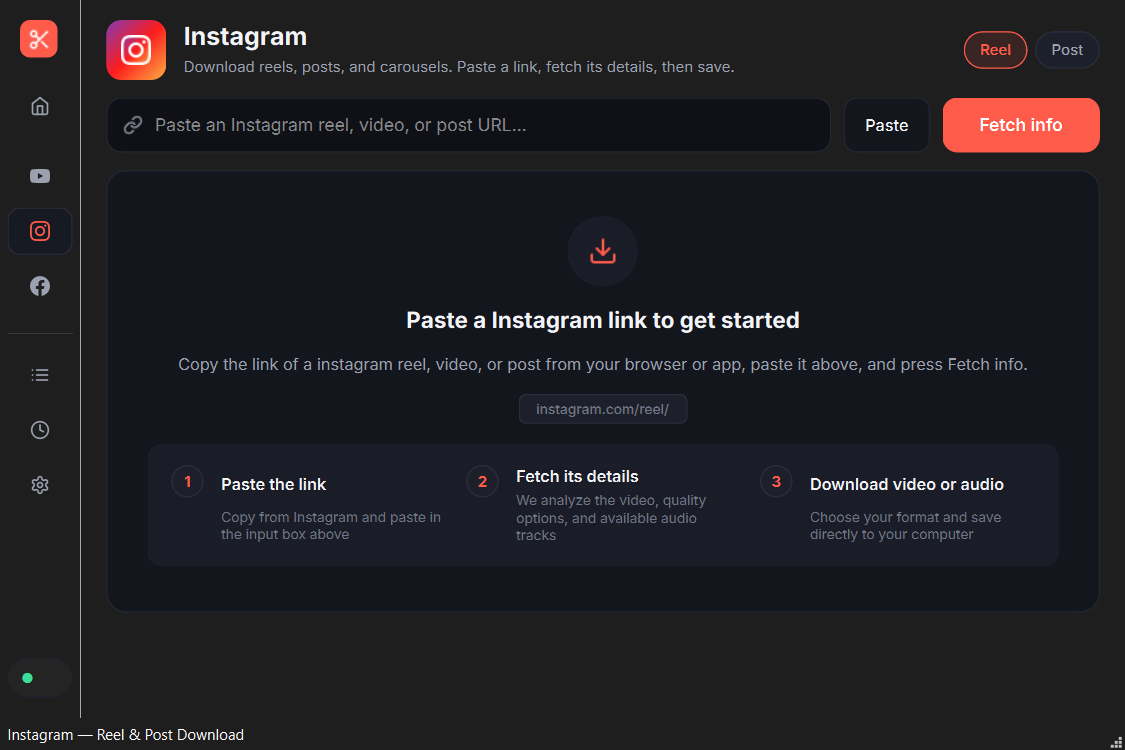 Instagram
Download reels, posts, and carousels. Paste a link, fetch its details, then save.
Reel
Post
Paste an Instagram reel, video, or post URL...
Paste
Fetch info
Paste a Instagram link to get started
Copy the link of a instagram reel, video, or post from your browser or app, paste it above, and press Fetch info.
instagram.com/reel/
1
Paste the link
Copy from Instagram and paste in
the input box above
2
Fetch its details
We analyze the video, quality
options, and available audio
tracks
3
Download video or audio
Choose your format and save
directly to your computer
Instagram — Reel & Post Download